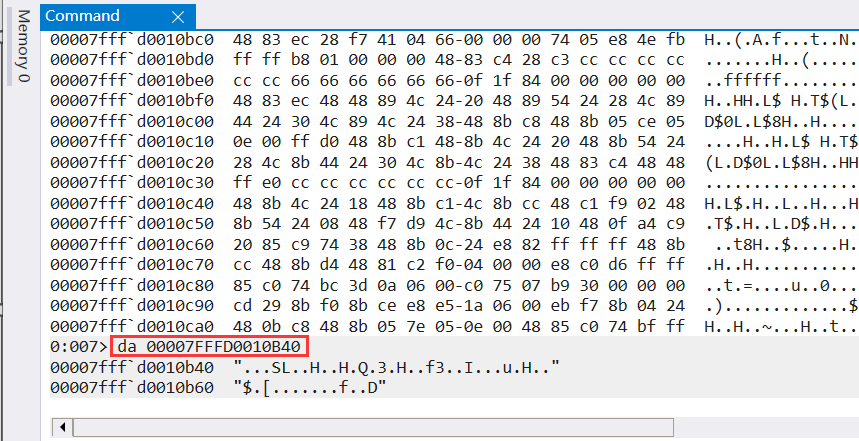 Memory 0
Command
00007fff`d0010bc0  48 83 ec 28 f7 41 04 66-00 00 00 74 05 e8 4e fb  H..(.A.f...t..N.
00007fff`d0010bd0  ff ff b8 01 00 00 00 48-83 c4 28 c3 cc cc cc cc  .......H..(.....
00007fff`d0010be0  cc cc 66 66 66 66 66 66-0f 1f 84 00 00 00 00 00  ..ffffff........
00007fff`d0010bf0  48 83 ec 48 48 89 4c 24-20 48 89 54 24 28 4c 89  H..HH.L$ H.T$(L.
00007fff`d0010c00  44 24 30 4c 89 4c 24 38-48 8b c8 48 8b 05 ce 05  D$0L.L$8H..H....
00007fff`d0010c10  0e 00 ff d0 48 8b c1 48-8b 4c 24 20 48 8b 54 24  ....H..H.L$ H.T$
00007fff`d0010c20  28 4c 8b 44 24 30 4c 8b-4c 24 38 48 83 c4 48 48  (L.D$0L.L$8H..HH
00007fff`d0010c30  ff e0 cc cc cc cc cc cc-0f 1f 84 00 00 00 00 00  ................
00007fff`d0010c40  48 8b 4c 24 18 48 8b c1-4c 8b cc 48 c1 f9 02 48  H.L$.H..L..H...H
00007fff`d0010c50  8b 54 24 08 48 f7 d9 4c-8b 44 24 10 48 0f a4 c9  .T$.H..L.D$.H...
00007fff`d0010c60  20 85 c9 74 38 48 8b 0c-24 e8 82 ff ff ff 48 8b   ..t8H..$.....H.
00007fff`d0010c70  cc 48 8b d4 48 81 c2 f0-04 00 00 e8 c0 d6 ff ff  .H..H...........
00007fff`d0010c80  85 c0 74 bc 3d 0a 06 00-c0 75 07 b9 30 00 00 00  ..t.=....u..0...
00007fff`d0010c90  cd 29 8b f0 8b ce e8 e5-1a 06 00 eb f7 8b 04 24  .).............$
00007fff`d0010ca0  48 0b c8 48 8b 05 7e 05-0e 00 48 85 c0 74 bf ff  H..H..~...H..t..
0:007> da 00007FFFD0010B40
00007fff`d0010b40  "...SL..H..H.Q.3.H..f3..I...u.H.."
00007fff`d0010b60  "$.[.......f..D"